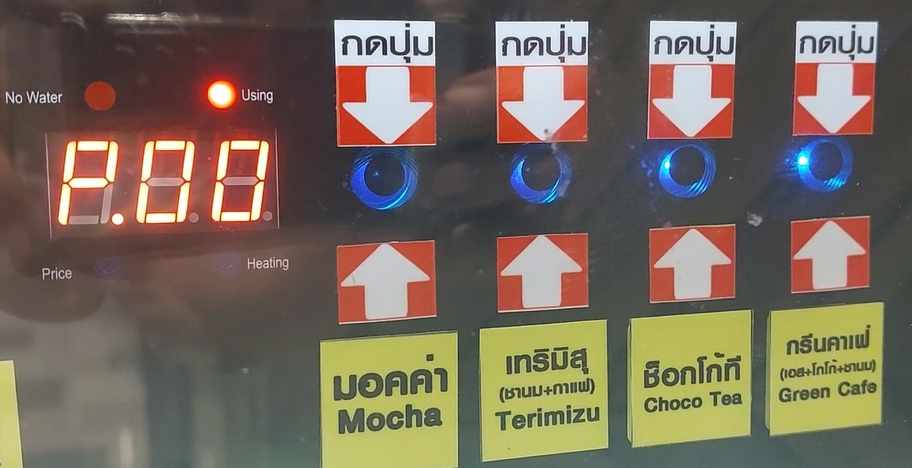 No Water
Using
P.00
Price
Heating
กดปุ่ม
กดปุ่ม
กดปุ่ม
กดปุ่ม
มอคค่า
Mocha
เทริมิสุ
(ชานม+กาแฟ)
Terimizu
ช็อกโก้ที
Choco Tea
กรีนคาเฟ่
(เอส+โกโก้+ชานม)
Green Cafe